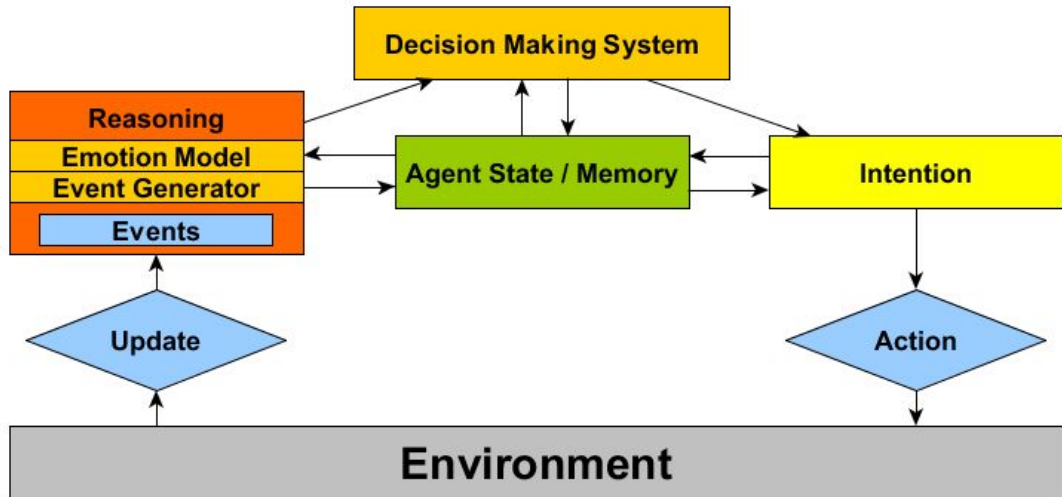 Decision Making System
Reasoning
Emotion Model
Event Generator
Events
Agent State / Memory
Intention
Update
Action
Environment